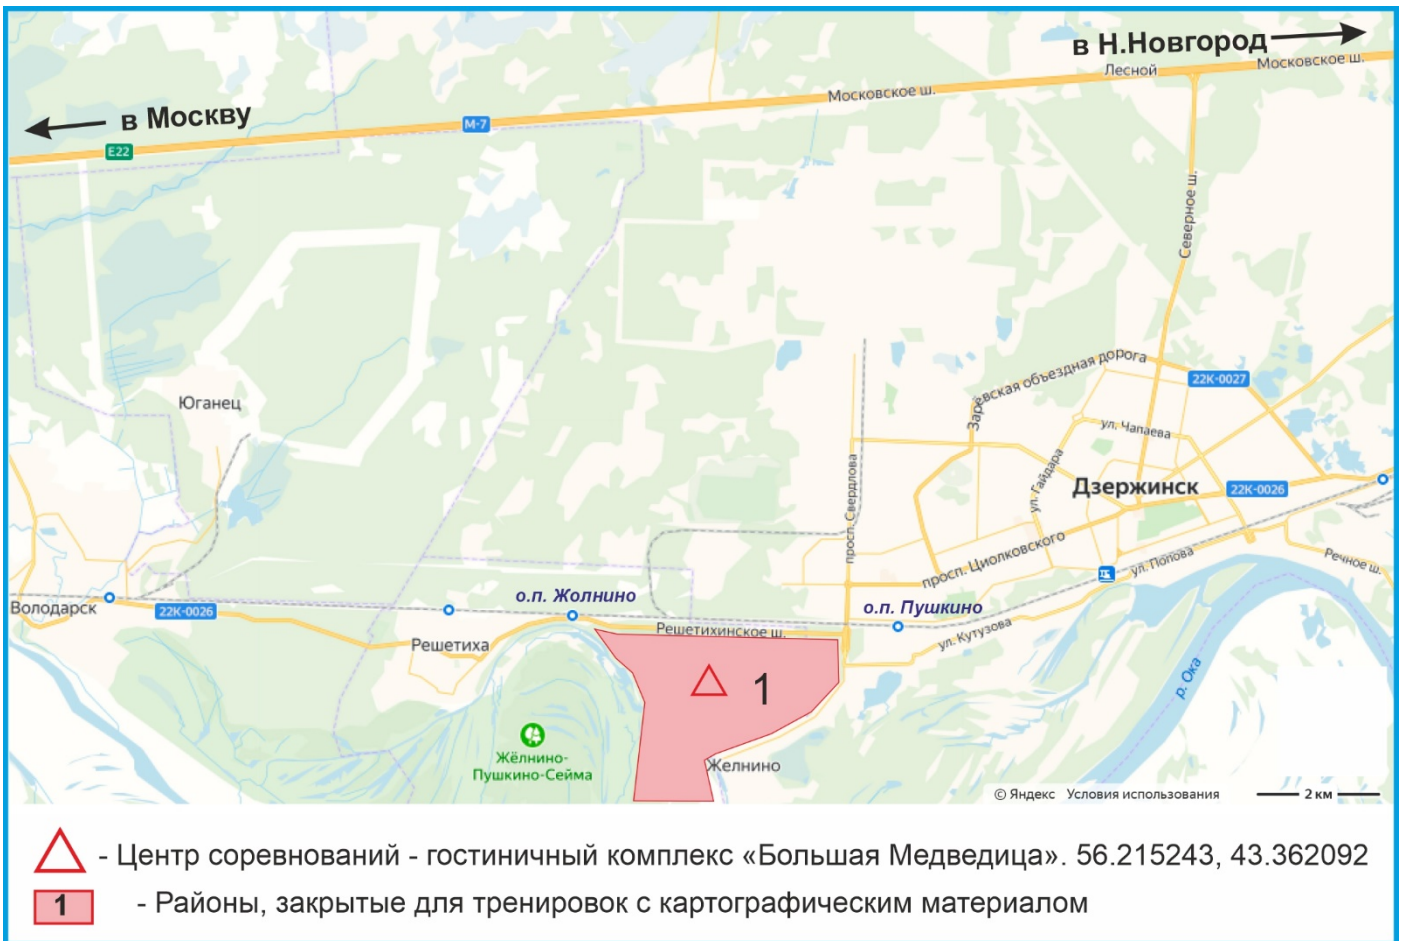 в Н.Новгород
Лесной
Московское ш.
Московское ш.
в Москву
М-7
E22
Северное ш.
Зарёвская объездная дорога
22К-0027
Юганец
ул. Чапаева
ул. Гайдара
просп. Свердлова
Дзержинск
22К-0026
просп. Циолковского
ул. Попова
Речное ш.
о.п. Жолнино
о.п. Пушкино
Володарск
22К-0026
Решетиха
Решетихинское ш.
ул. Кутузова
р. Ока
1
Жёлнино-
Пушкино-Сейма
Желнино
© Яндекс Условия использования
2 км
- Центр соревнований - гостиничный комплекс «Большая Медведица». 56.215243, 43.362092
1 - Районы, закрытые для тренировок с картографическим материалом